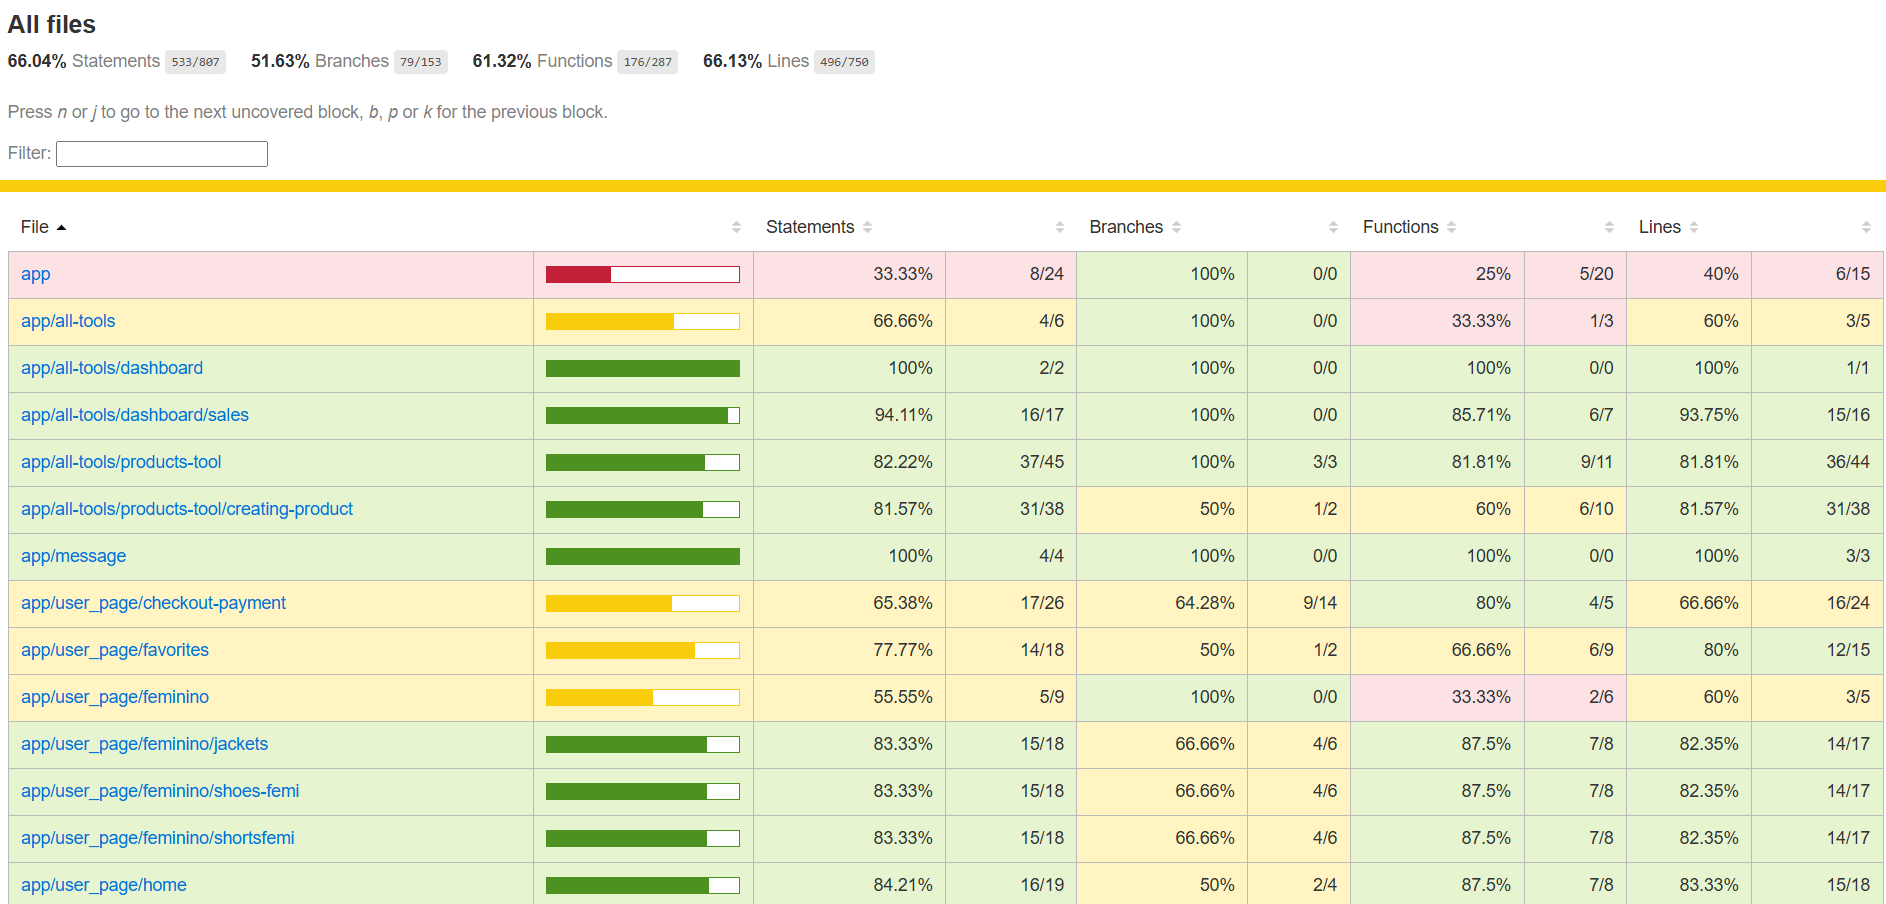 All files
66.04% Statements 533/807 51.63% Branches 79/153 61.32% Functions 176/287 66.13% Lines 496/750
Press n or j to go to the next uncovered block, b, p or k for the previous block.
Filter:
File Statements Branches Functions Lines
app 33.33% 8/24 100% 0/0 25% 5/20 40% 6/15
app/all-tools 66.66% 4/6 100% 0/0 33.33% 1/3 60% 3/5
app/all-tools/dashboard 100% 2/2 100% 0/0 100% 0/0 100% 1/1
app/all-tools/dashboard/sales 94.11% 16/17 100% 0/0 85.71% 6/7 93.75% 15/16
app/all-tools/products-tool 82.22% 37/45 100% 3/3 81.81% 9/11 81.81% 36/44
app/all-tools/products-tool/creating-product 81.57% 31/38 50% 1/2 60% 6/10 81.57% 31/38
app/message 100% 4/4 100% 0/0 100% 0/0 100% 3/3
app/user_page/checkout-payment 65.38% 17/26 64.28% 9/14 80% 4/5 66.66% 16/24
app/user_page/favorites 77.77% 14/18 50% 1/2 66.66% 6/9 80% 12/15
app/user_page/feminino 55.55% 5/9 100% 0/0 33.33% 2/6 60% 3/5
app/user_page/feminino/jackets 83.33% 15/18 66.66% 4/6 87.5% 7/8 82.35% 14/17
app/user_page/feminino/shoes-femi 83.33% 15/18 66.66% 4/6 87.5% 7/8 82.35% 14/17
app/user_page/feminino/shortsfemi 83.33% 15/18 66.66% 4/6 87.5% 7/8 82.35% 14/17
app/user_page/home 84.21% 16/19 50% 2/4 87.5% 7/8 83.33% 15/18